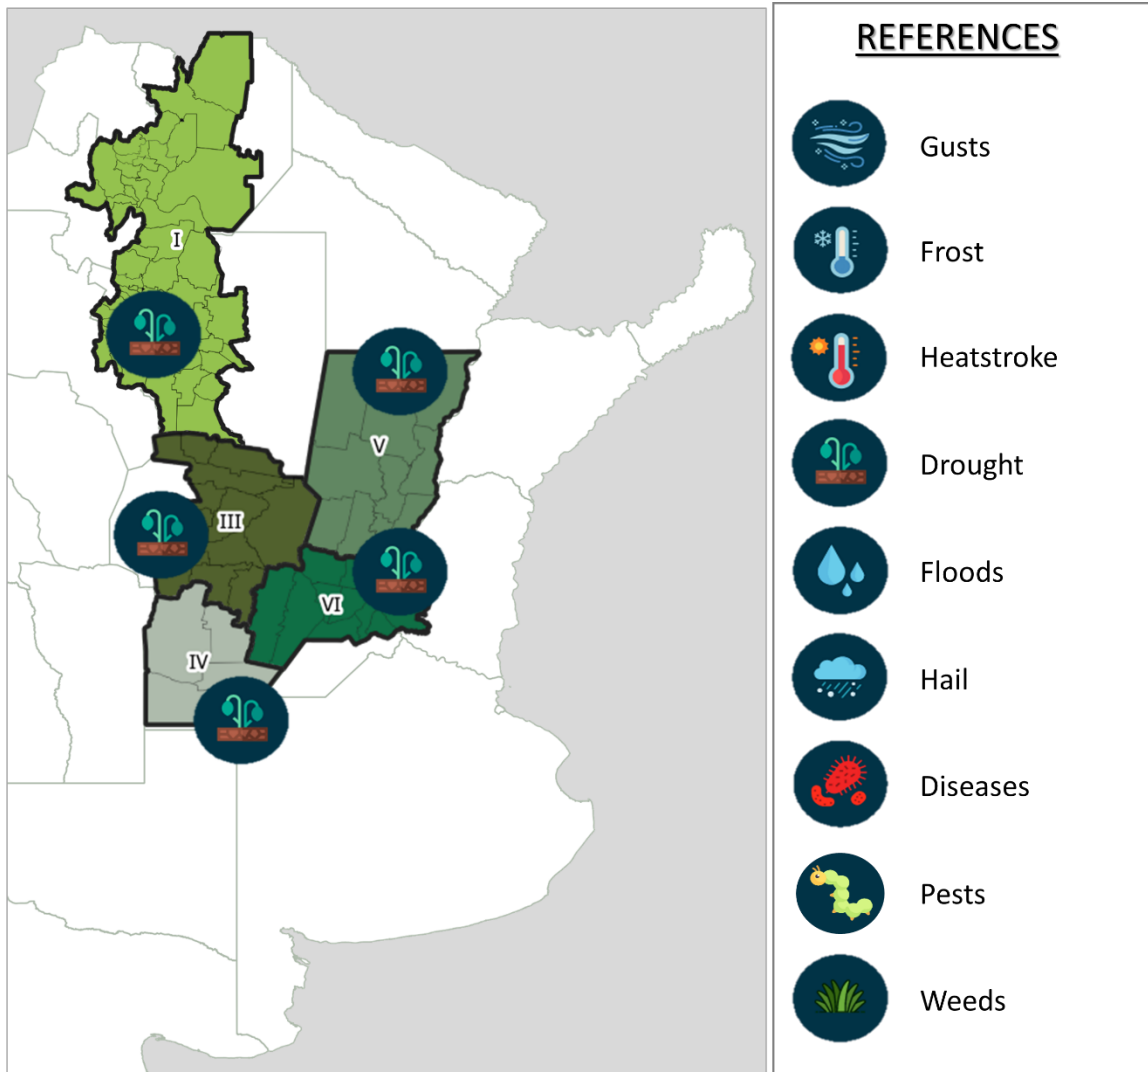 REFERENCES
Gusts
Frost
Heatstroke
Drought
Floods
Hail
Diseases
Pests
Weeds
I
V
III
VI
IV